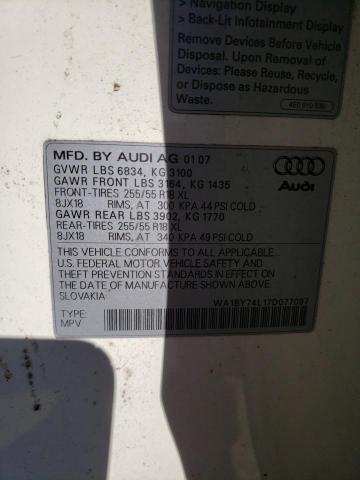 > Navigation Display
> Back-Lit Infotainment Display
Remove Devices Before Vehicle
Disposal. Upon Removal of
Devices Please Reuse, Recycle,
or Dispose as Hazardous
Waste.
MFD. BY AUDI AG 01 07
GVWR LBS 6834, KG 3100
GAWR FRONT LBS 3164, KG 1435
FRONT-TIRES 255/55 R18 XL
8JX18 RIMS, AT 300 KPA 44 PSI COLD
GAWR REAR LBS 3902, KG 1770
REAR-TIRES 255/55 R18 XL
8JX18 RIMS, AT 340 KPA 49 PSI COLD
Audi
THIS VEHICLE CONFORMS TO ALL APPLICABLE
U.S. FEDERAL MOTOR VEHICLE SAFETY AND
THEFT PREVENTION STANDARDS IN EFFECT ON
THE DATE OF MANUFACTURE SHOWN ABOVE.
SLOVAKIA
WA1BY74L17D077097
TYPE:
MPV